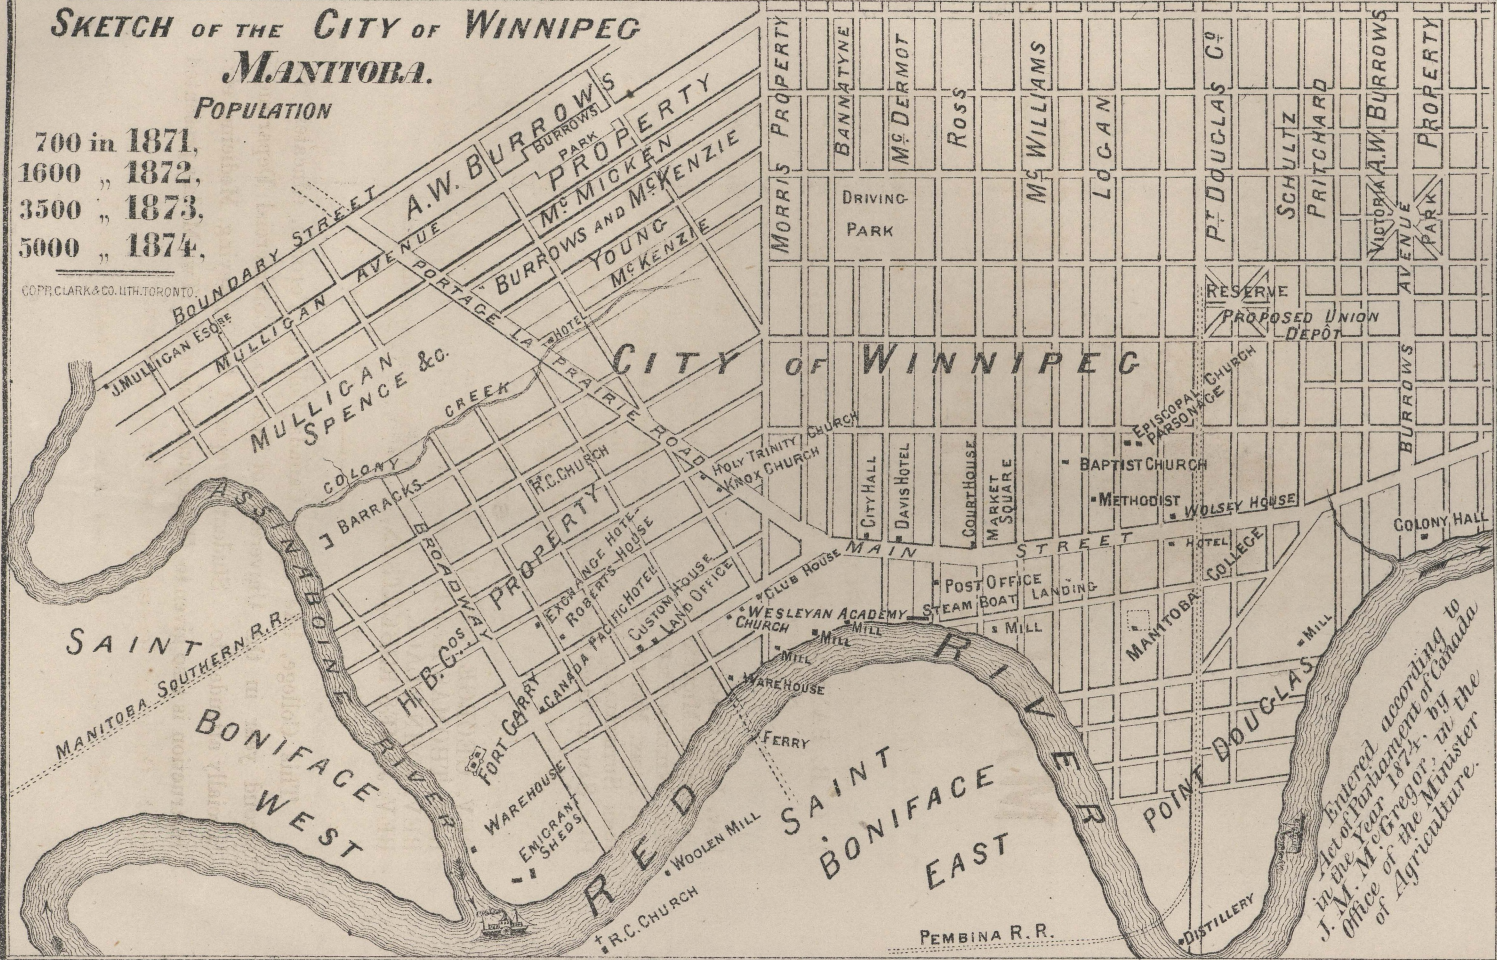 SKETCH OF THE CITY OF WINNIPEG
MANITOBA.
POPULATION
700 in 1871,
1600 „ 1872,
3500 „ 1873,
5000 „ 1874,
COPP, CLARK & CO. LITH. TORONTO.
BOUNDARY STREET
J. MULLIGAN ESQRE
MULLIGAN AVENUE
A.W. BURROWS
BURROWS
PARK
PROPERTY
McMICKEN
BURROWS AND McKENZIE
YOUNG
McKENZIE
PORTAGE LA PRAIRIE ROAD
HOTEL
MULLIGAN
SPENCE &c.
COLONY CREEK
MORRIS PROPERTY
BANNATYNE
McDERMOT
ROSS
McWILLIAMS
LOGAN
PT DOUGLAS CO
SCHULTZ
PRITCHARD
A.W. BURROWS PROPERTY
VICTORIA PARK
BURROWS AVENUE
DRIVING
PARK
RESERVE
PROPOSED UNION
DEPÔT
CITY OF WINNIPEG
EPISCOPAL CHURCH
PARSONAGE
HOLY TRINITY CHURCH
KNOX CHURCH
CITY HALL
DAVIS HOTEL
COURT HOUSE
MARKET
SQUARE
BAPTIST CHURCH
METHODIST
WOLSEY HOUSE
HOTEL
COLONY HALL
MAIN STREET
R.C. CHURCH
BARRACKS
BROADWAY
H. B. Cos PROPERTY
EXCHANGE HOTE-
ROBERTS-HOUSE
CANADA PACIFIC HOTEL
CUSTOM HOUSE
LAND OFFICE
CLUB HOUSE
WESLEYAN ACADEMY
CHURCH
POST OFFICE
STEAM BOAT LANDING
MILL
MILL
MILL
MILL
MANITOBA COLLEGE
MILL
WAREHOUSE
FERRY
ASSINABOINE RIVER
SAINT
MANITOBA SOUTHERN R.R.
BONIFACE
WEST
FORT GARRY
WAREHOUSE
EMIGRANT
SHEDS
RED RIVER
WOOLEN MILL
R.C. CHURCH
SAINT
BONIFACE
EAST
POINT DOUGLAS
PEMBINA R.R.
DISTILLERY
Entered according to
Act of Parliament of Canada
in the Year 1874, by
J. M. McGregor, in the
Office of the Minister
of Agriculture.